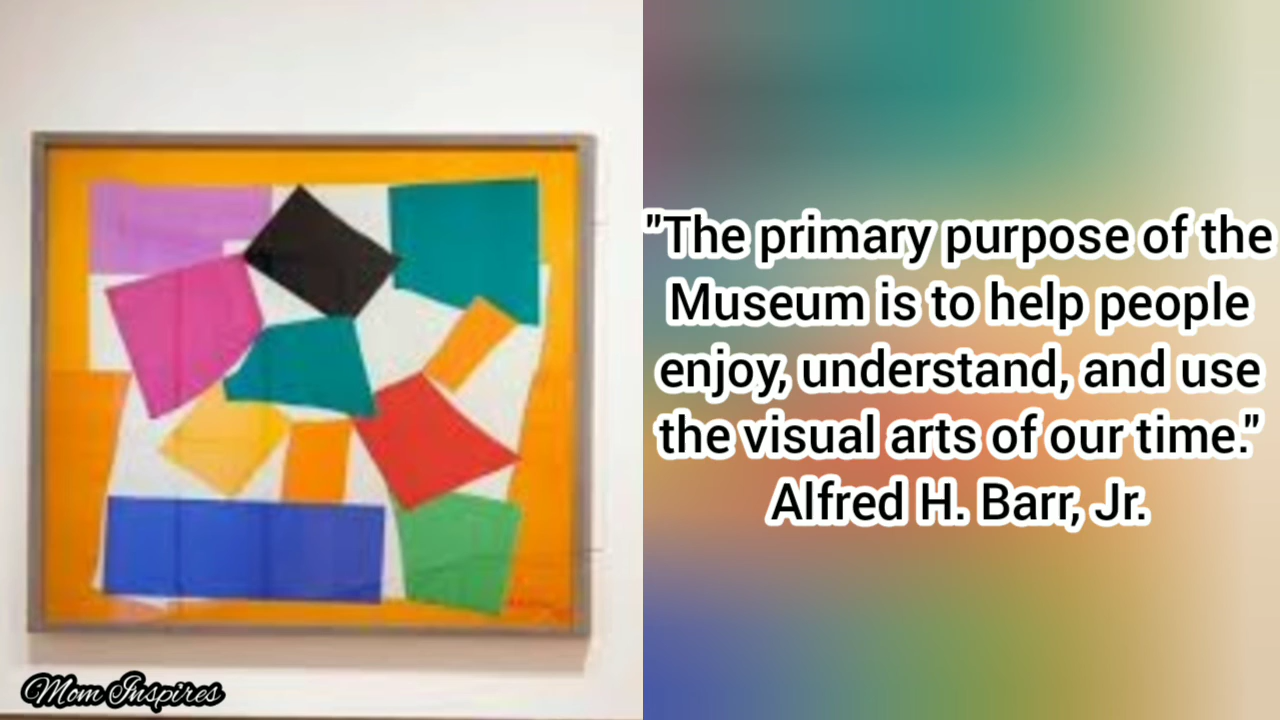 "The primary purpose of the
Museum is to help people
enjoy, understand, and use
the visual arts of our time."
Alfred H. Barr, Jr.
Mom Inspires